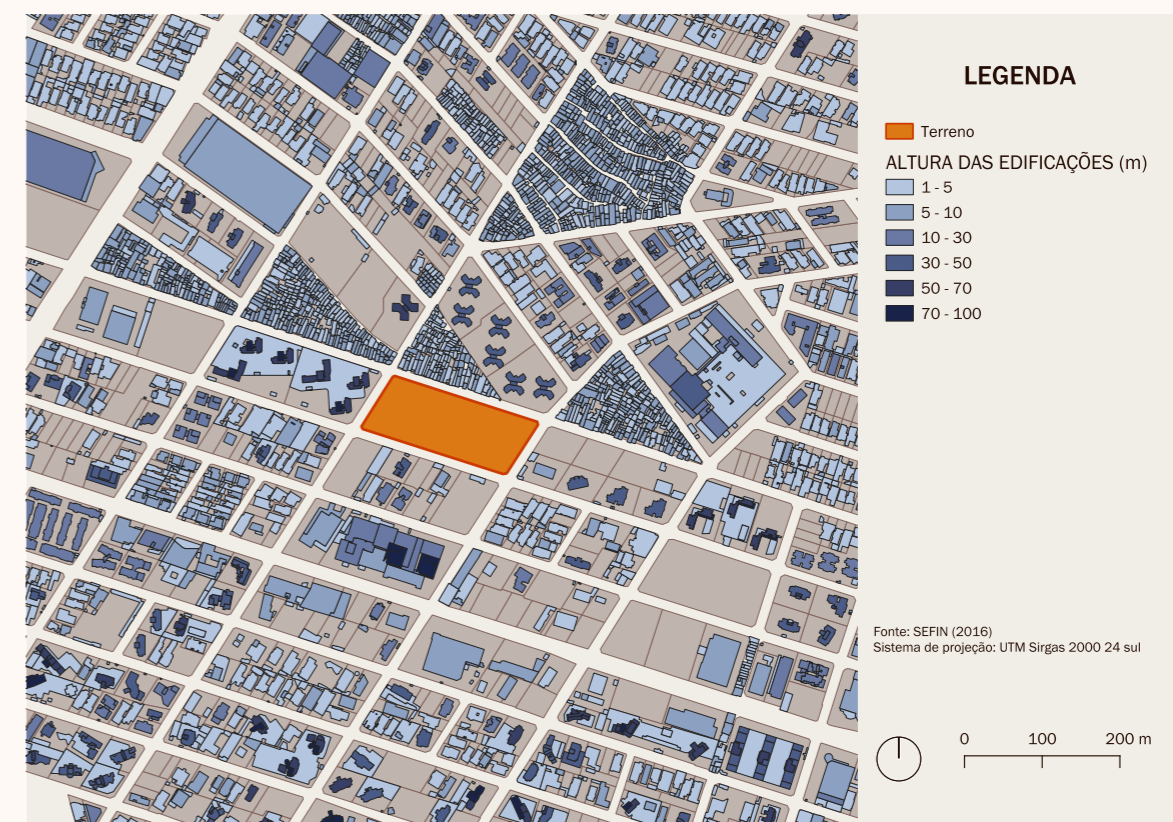 LEGENDA
Terreno
ALTURA DAS EDIFICAÇÕES (m)
1 - 5
5 - 10
10 - 30
30 - 50
50 - 70
70 - 100
Fonte: SEFIN (2016)
Sistema de projeção: UTM Sirgas 2000 24 sul
0 100 200 m